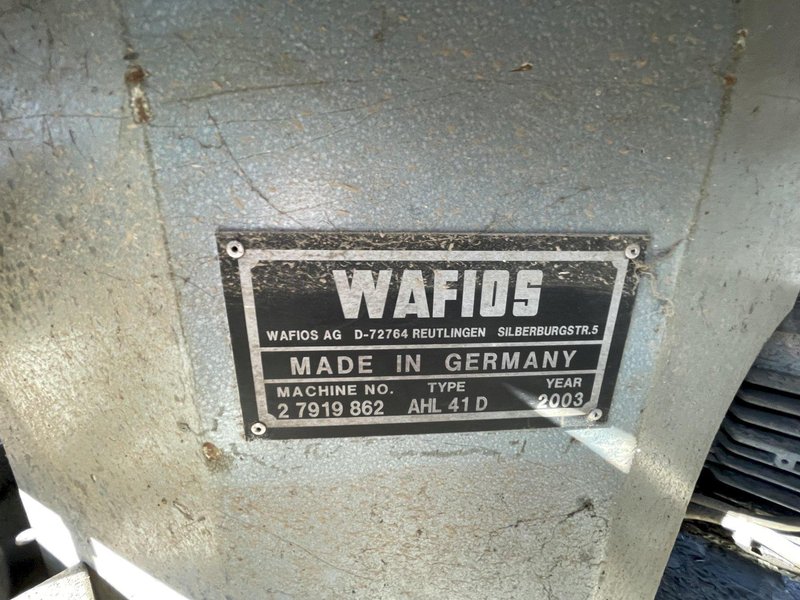 WAFIOS
WAFIOS AG D-72764 REUTLINGEN SILBERBURGSTR.5
MADE IN GERMANY
MACHINE NO. TYPE YEAR
2 7919 862 AHL 41 D 2003